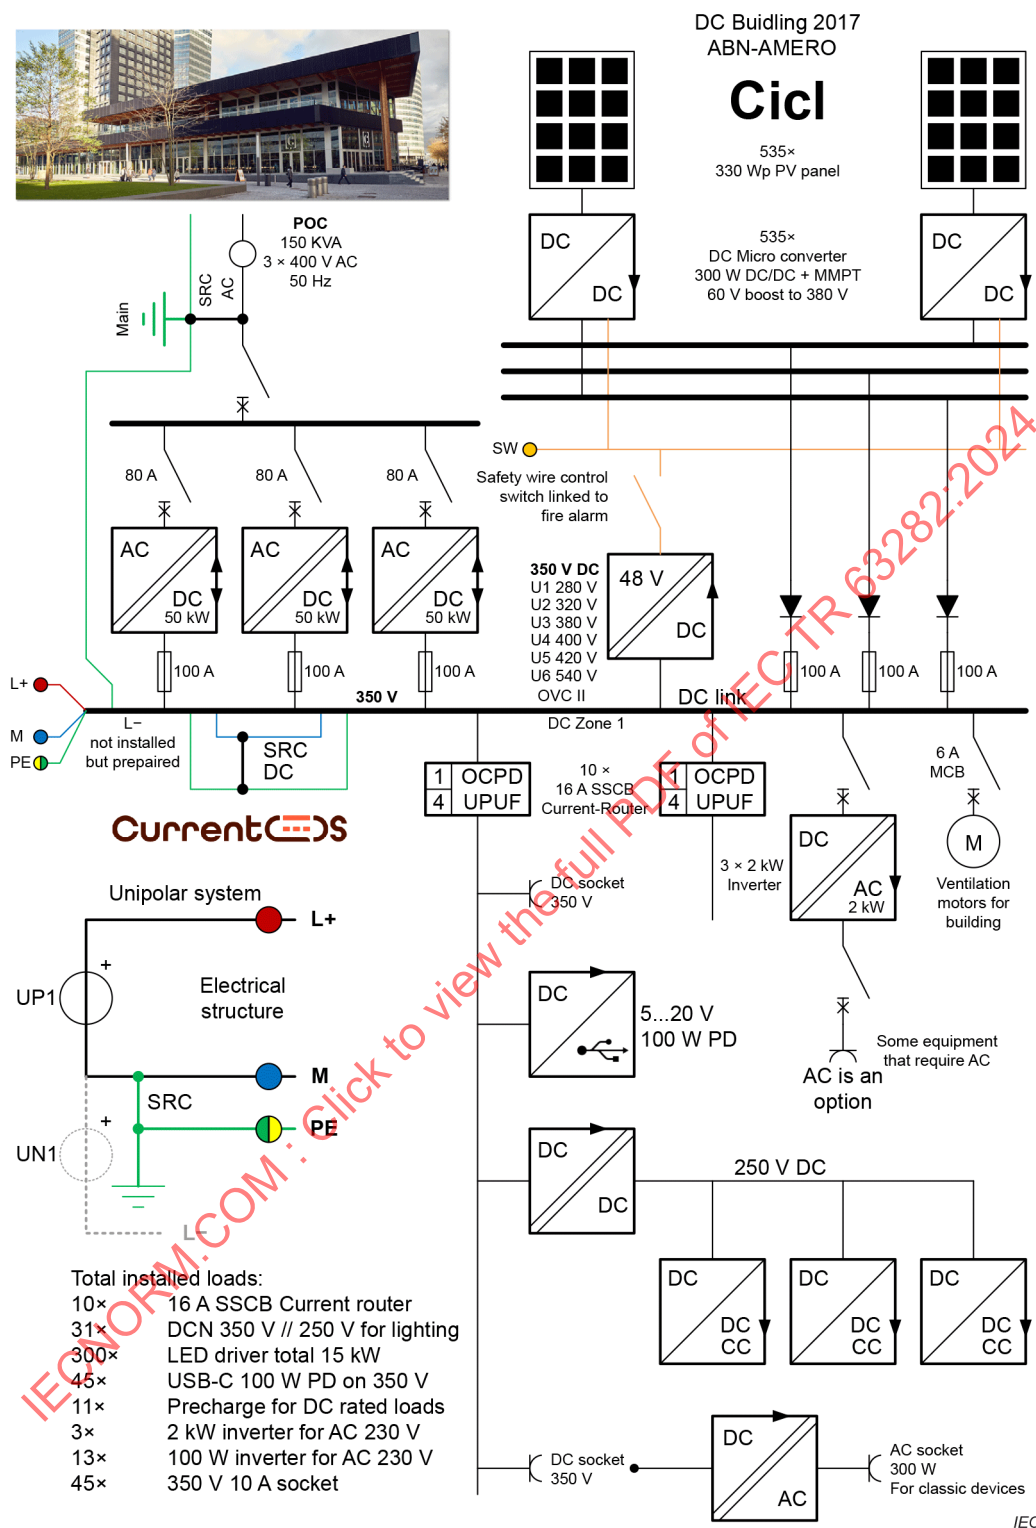 DC Buidling 2017
ABN-AMERO
Cicl
535×
330 Wp PV panel
POC
150 KVA
3 × 400 V AC
50 Hz
SRC
AC
Main
DC
DC
535×
DC Micro converter
300 W DC/DC + MMPT
60 V boost to 380 V
DC
DC
SW
Safety wire control
switch linked to
fire alarm
80 A
80 A
80 A
AC
DC
50 kW
AC
DC
50 kW
AC
DC
50 kW
350 V DC
U1 280 V
U2 320 V
U3 380 V
U4 400 V
U5 420 V
U6 540 V
OVC II
48 V
DC
100 A
100 A
100 A
100 A
100 A
100 A
L+
M
PE
350 V
DC link
DC Zone 1
L−
not installed
but prepaired
SRC
DC
1 OCPD
4 UPUF
10 ×
16 A SSCB
Current-Router
1 OCPD
4 UPUF
6 A
MCB
CurrentOS
3 × 2 kW
Inverter
DC
AC
2 kW
M
Ventilation
motors for
building
DC socket
350 V
Unipolar system
L+
UP1
+
Electrical
structure
M
SRC
PE
UN1
+
L−
DC
5...20 V
100 W PD
Some equipment
that require AC
AC is an
option
DC
DC
250 V DC
DC
DC
CC
DC
DC
CC
DC
DC
CC
Total installed loads:
10× 16 A SSCB Current router
31× DCN 350 V // 250 V for lighting
300× LED driver total 15 kW
45× USB-C 100 W PD on 350 V
11× Precharge for DC rated loads
3× 2 kW inverter for AC 230 V
13× 100 W inverter for AC 230 V
45× 350 V 10 A socket
DC socket
350 V
DC
AC
AC socket
300 W
For classic devices
IEC
IECNORM.COM : Click to view the full PDF of IEC TR 63282:2024